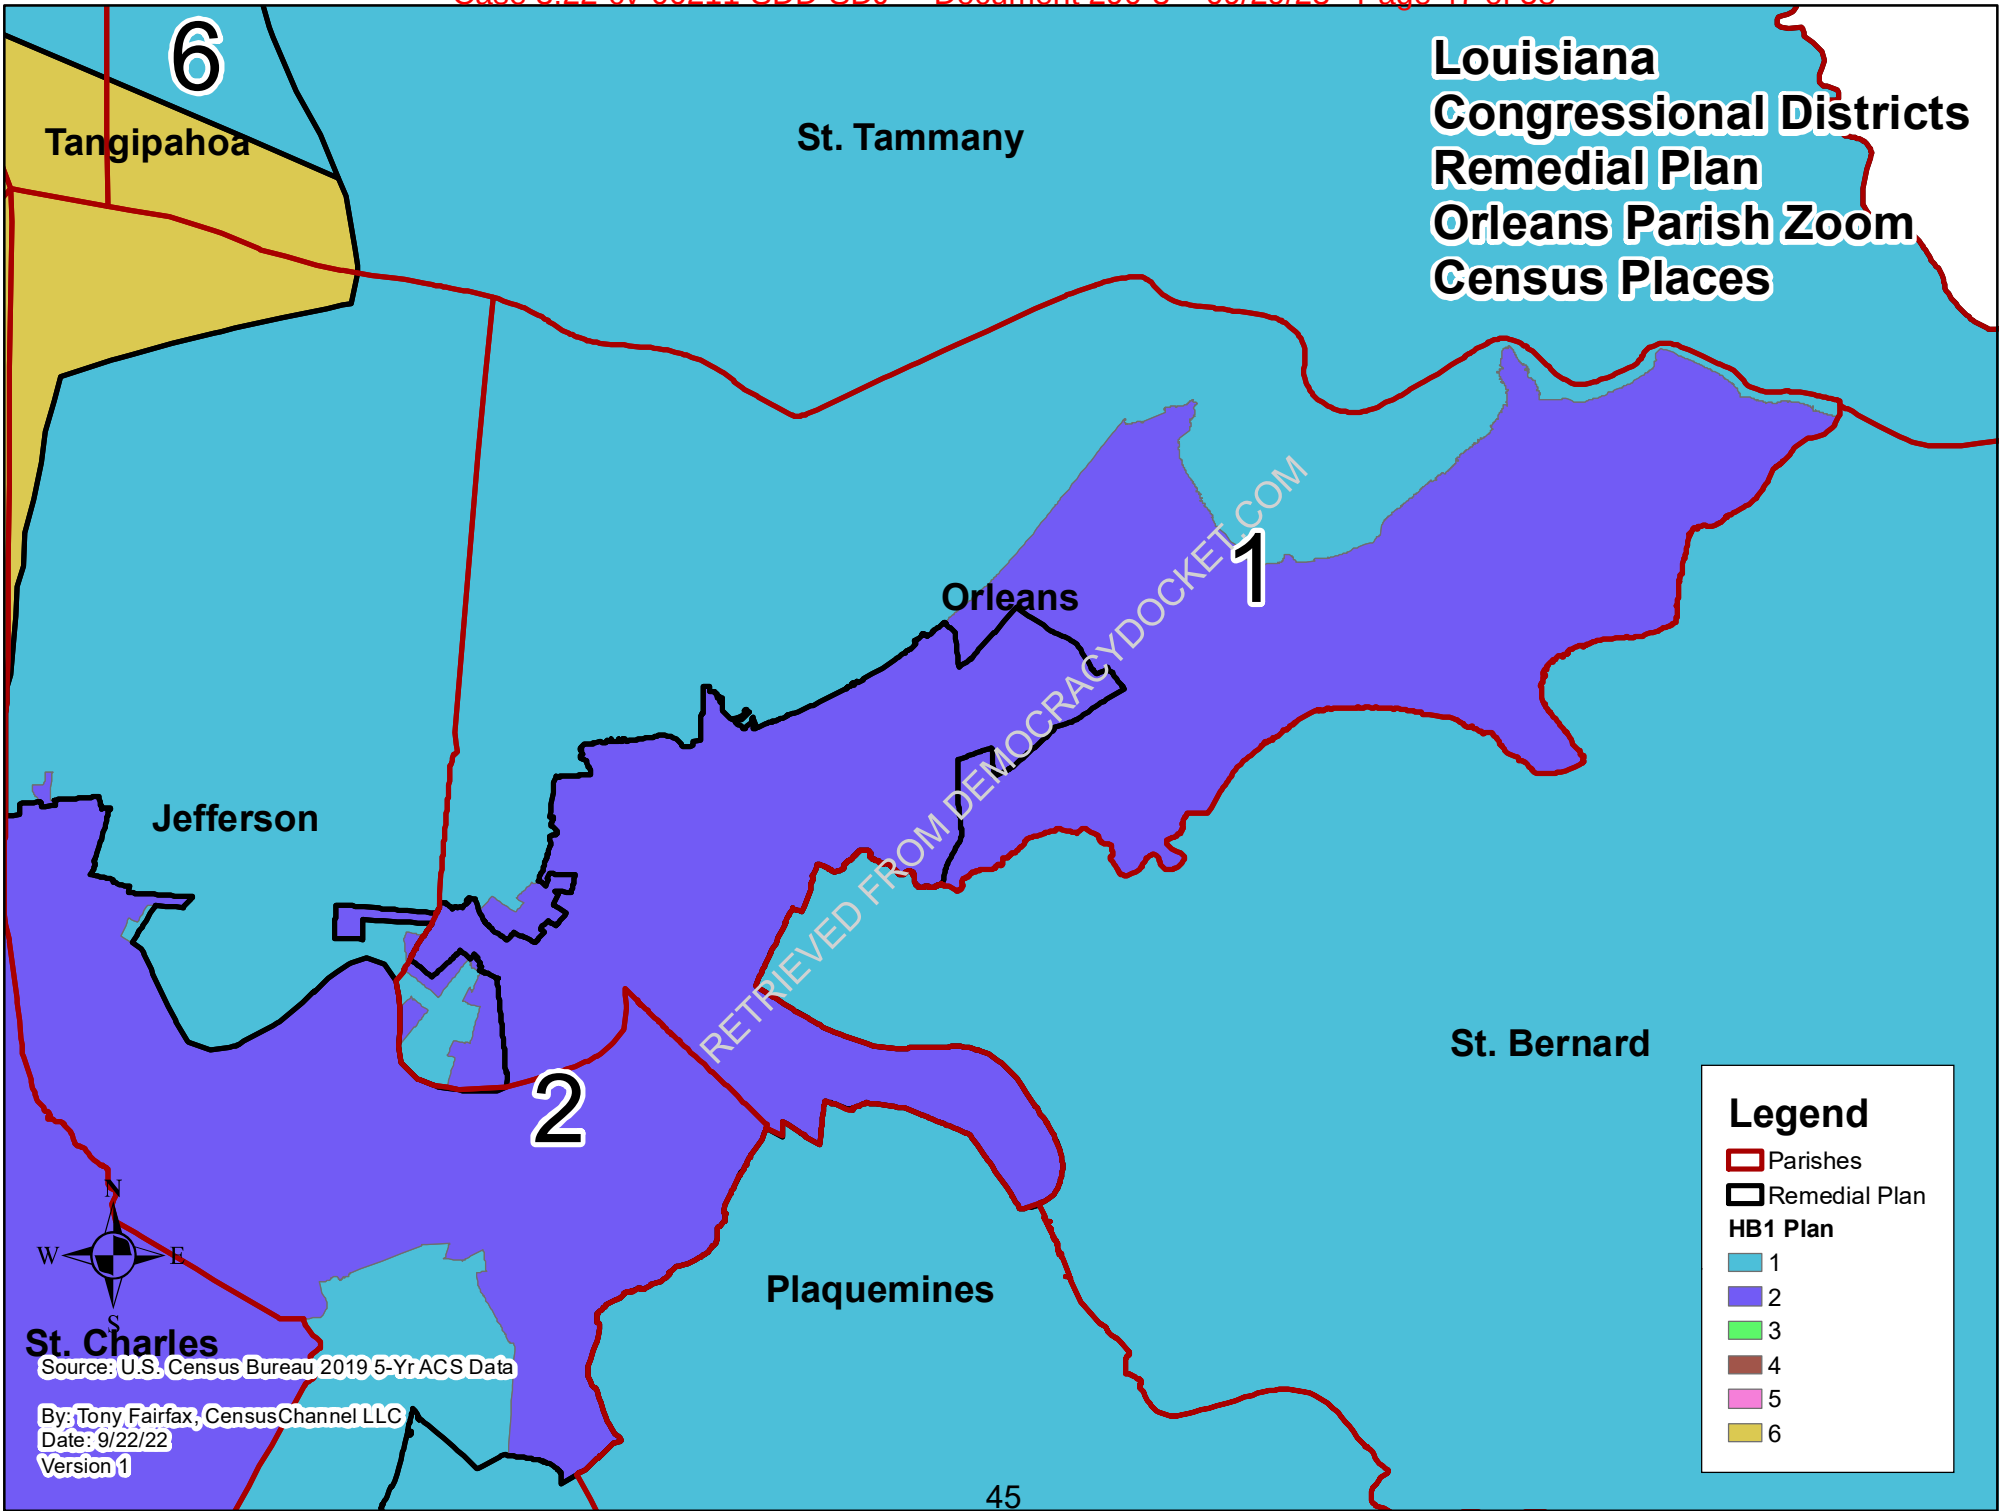 6
Tangipahoa
St. Tammany
Louisiana
Congressional Districts
Remedial Plan
Orleans Parish Zoom
Census Places
Orleans
1
RETRIEVED FROM DEMOCRACYDOCKET.COM
Jefferson
St. Bernard
2
Plaquemines
N
W
E
S
St. Charles
Source: U.S. Census Bureau 2019 5-Yr ACS Data
By: Tony Fairfax, CensusChannel LLC
Date: 9/22/22
Version 1
Legend
Parishes
Remedial Plan
HB1 Plan
1
2
3
4
5
6
45